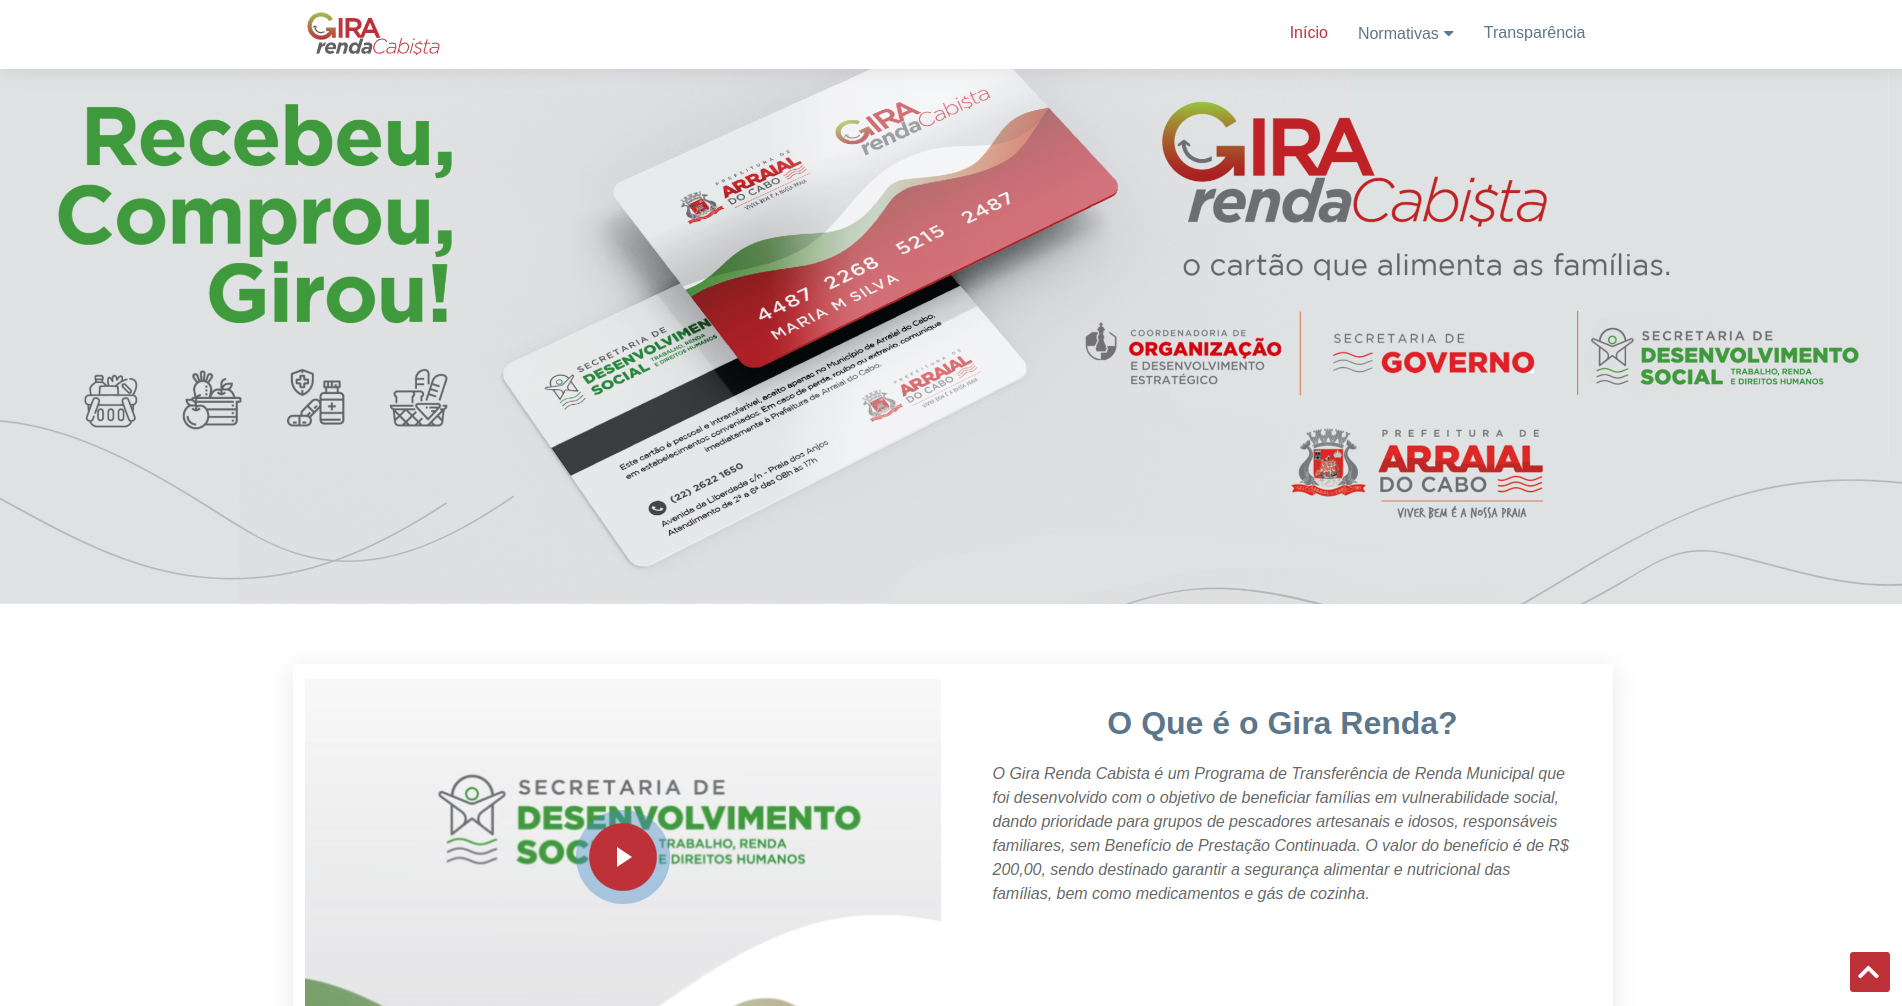 GIRA
rendaCabi$ta
Início
Normativas
Transparência
Recebeu,
Comprou,
Girou!
GIRA
rendaCabi$ta
PREFEITURA DE
ARRAIAL
DO CABO
VIVER BEM É A NOSSA PRAIA
4487 2268 5215 2487
MARIA M SILVA
SECRETARIA DE
DESENVOLVIMEN
SOCIAL
TRABALHO, RENDA
E DIREITOS HUMANOS
Este cartão é pessoal e intransferível, aceito apenas no Município de Arraial do Cabo,
em estabelecimentos conveniados. Em caso de perda, roubo ou extravio, comunique
imediatamente à Prefeitura de Arraial do Cabo.
PREFEITURA DE
ARRAIAL
DO CABO
VIVER BEM É A NOSSA PRAIA
(22) 2622 1650
Avenida da Liberdade s/n - Praia dos Anjos
Atendimento de 2ª a 6ª das 08h às 17h
GIRA
rendaCabi$ta
o cartão que alimenta as famílias.
COORDENADORIA DE
ORGANIZAÇÃO
E DESENVOLVIMENTO
ESTRATÉGICO
SECRETARIA DE
GOVERNO
SECRETARIA DE
DESENVOLVIMENTO
SOCIAL
TRABALHO, RENDA
E DIREITOS HUMANOS
PREFEITURA DE
ARRAIAL
DO CABO
VIVER BEM É A NOSSA PRAIA
SECRETARIA DE
DESENVOLVIMENTO
SOC
TRABALHO, RENDA
E DIREITOS HUMANOS
O Que é o Gira Renda?
O Gira Renda Cabista é um Programa de Transferência de Renda Municipal que
foi desenvolvido com o objetivo de beneficiar famílias em vulnerabilidade social,
dando prioridade para grupos de pescadores artesanais e idosos, responsáveis
familiares, sem Benefício de Prestação Continuada. O valor do benefício é de R$
200,00, sendo destinado garantir a segurança alimentar e nutricional das
famílias, bem como medicamentos e gás de cozinha.